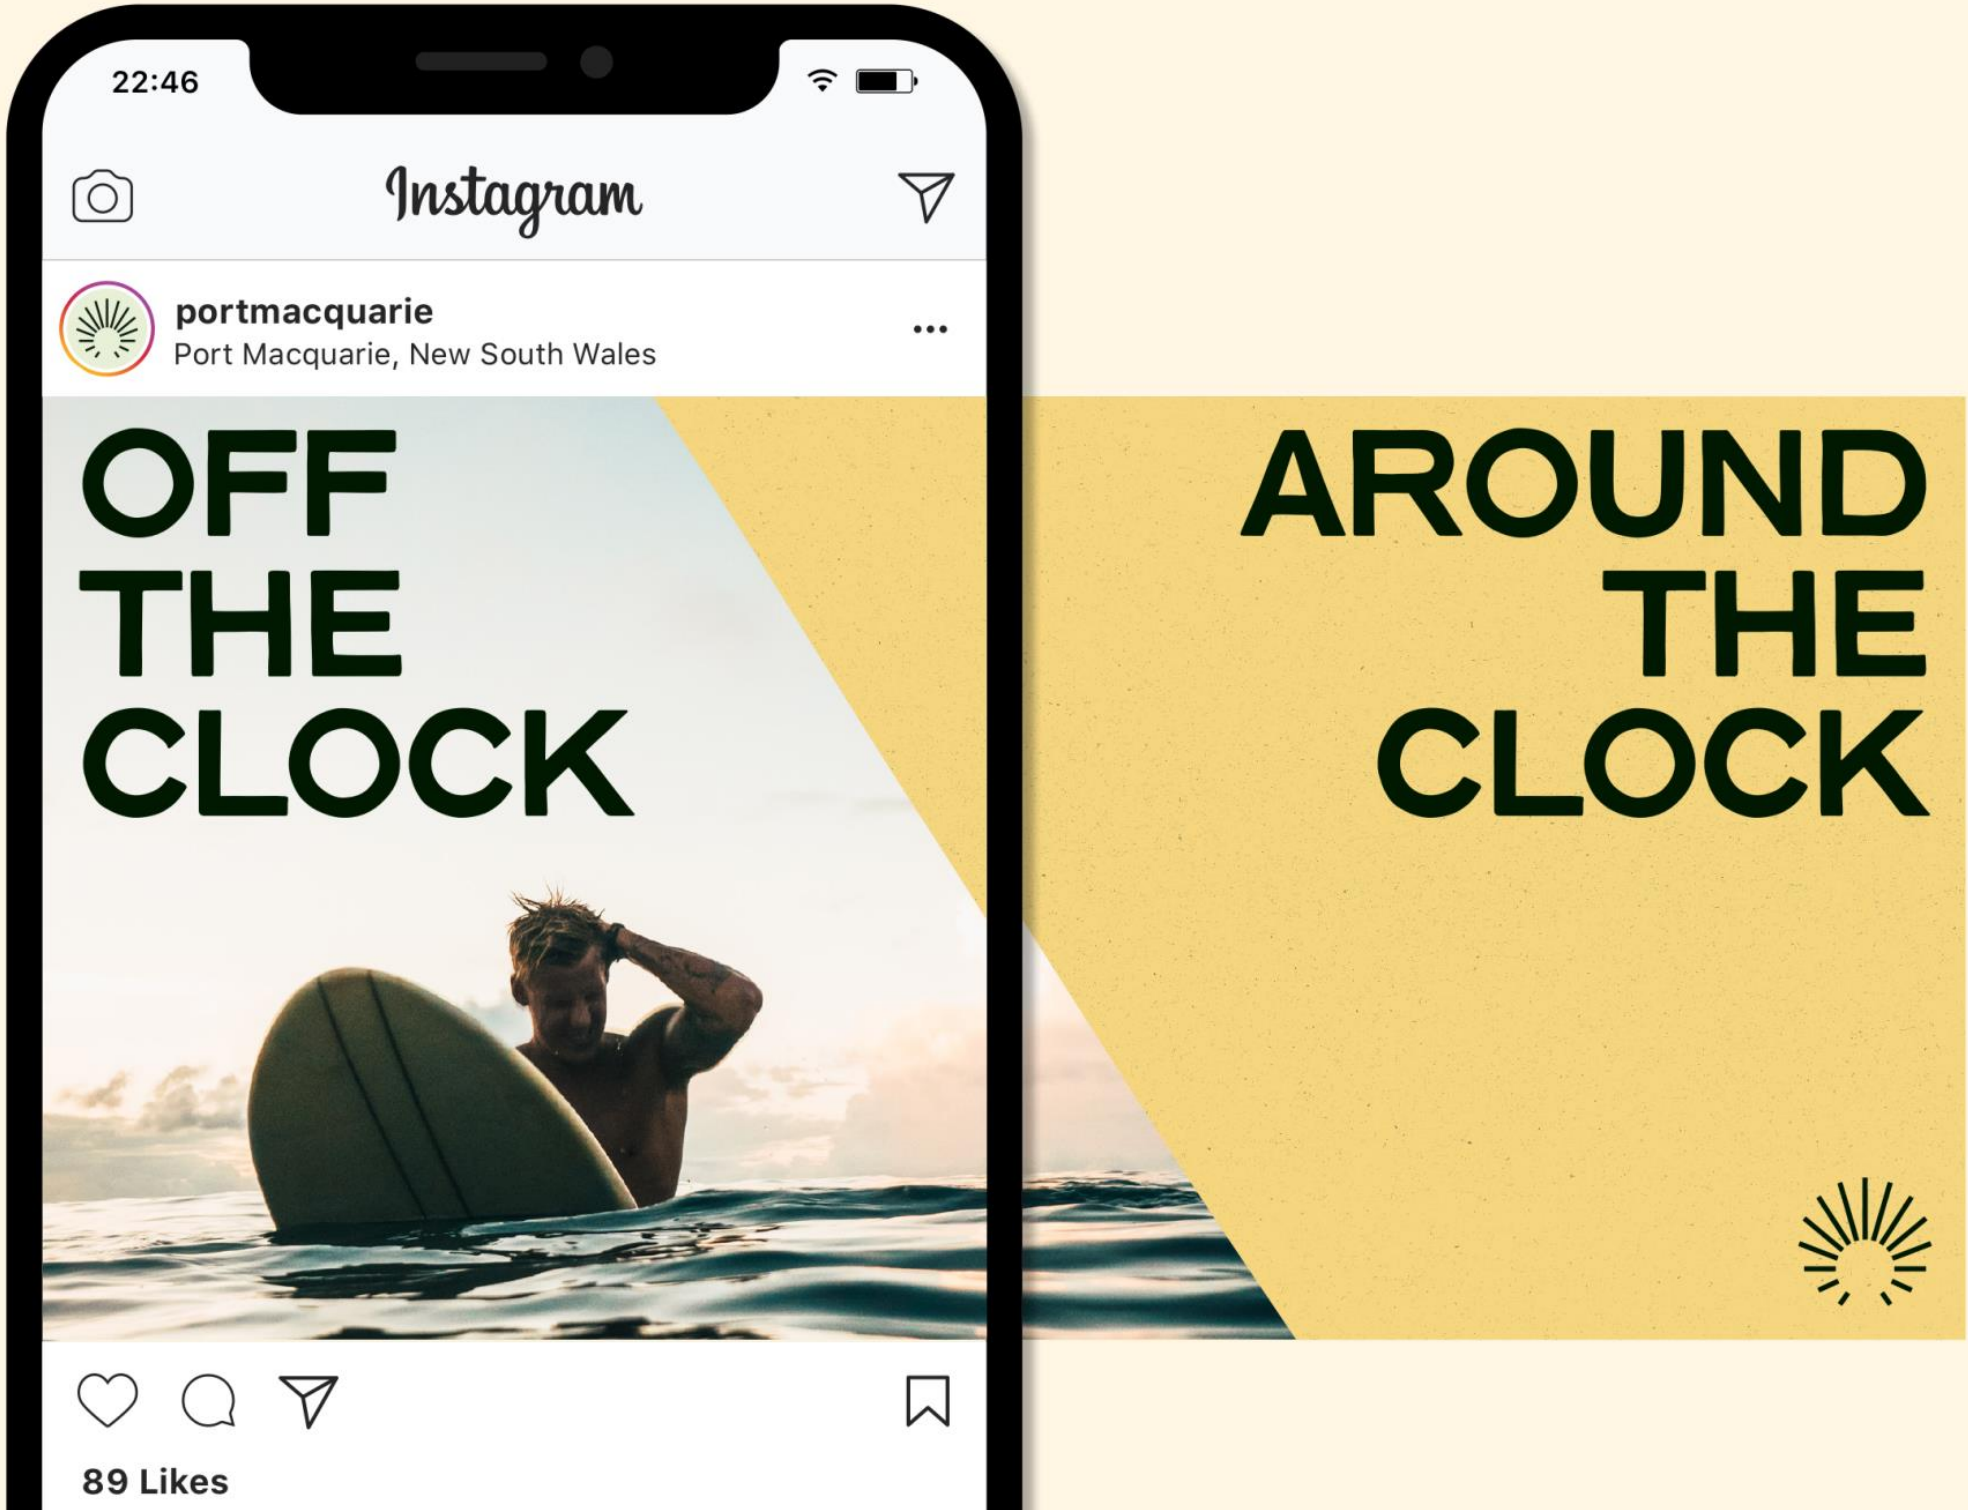 22:46
Instagram
portmacquarie
Port Macquarie, New South Wales
OFF
THE
CLOCK
AROUND
THE
CLOCK
89 Likes